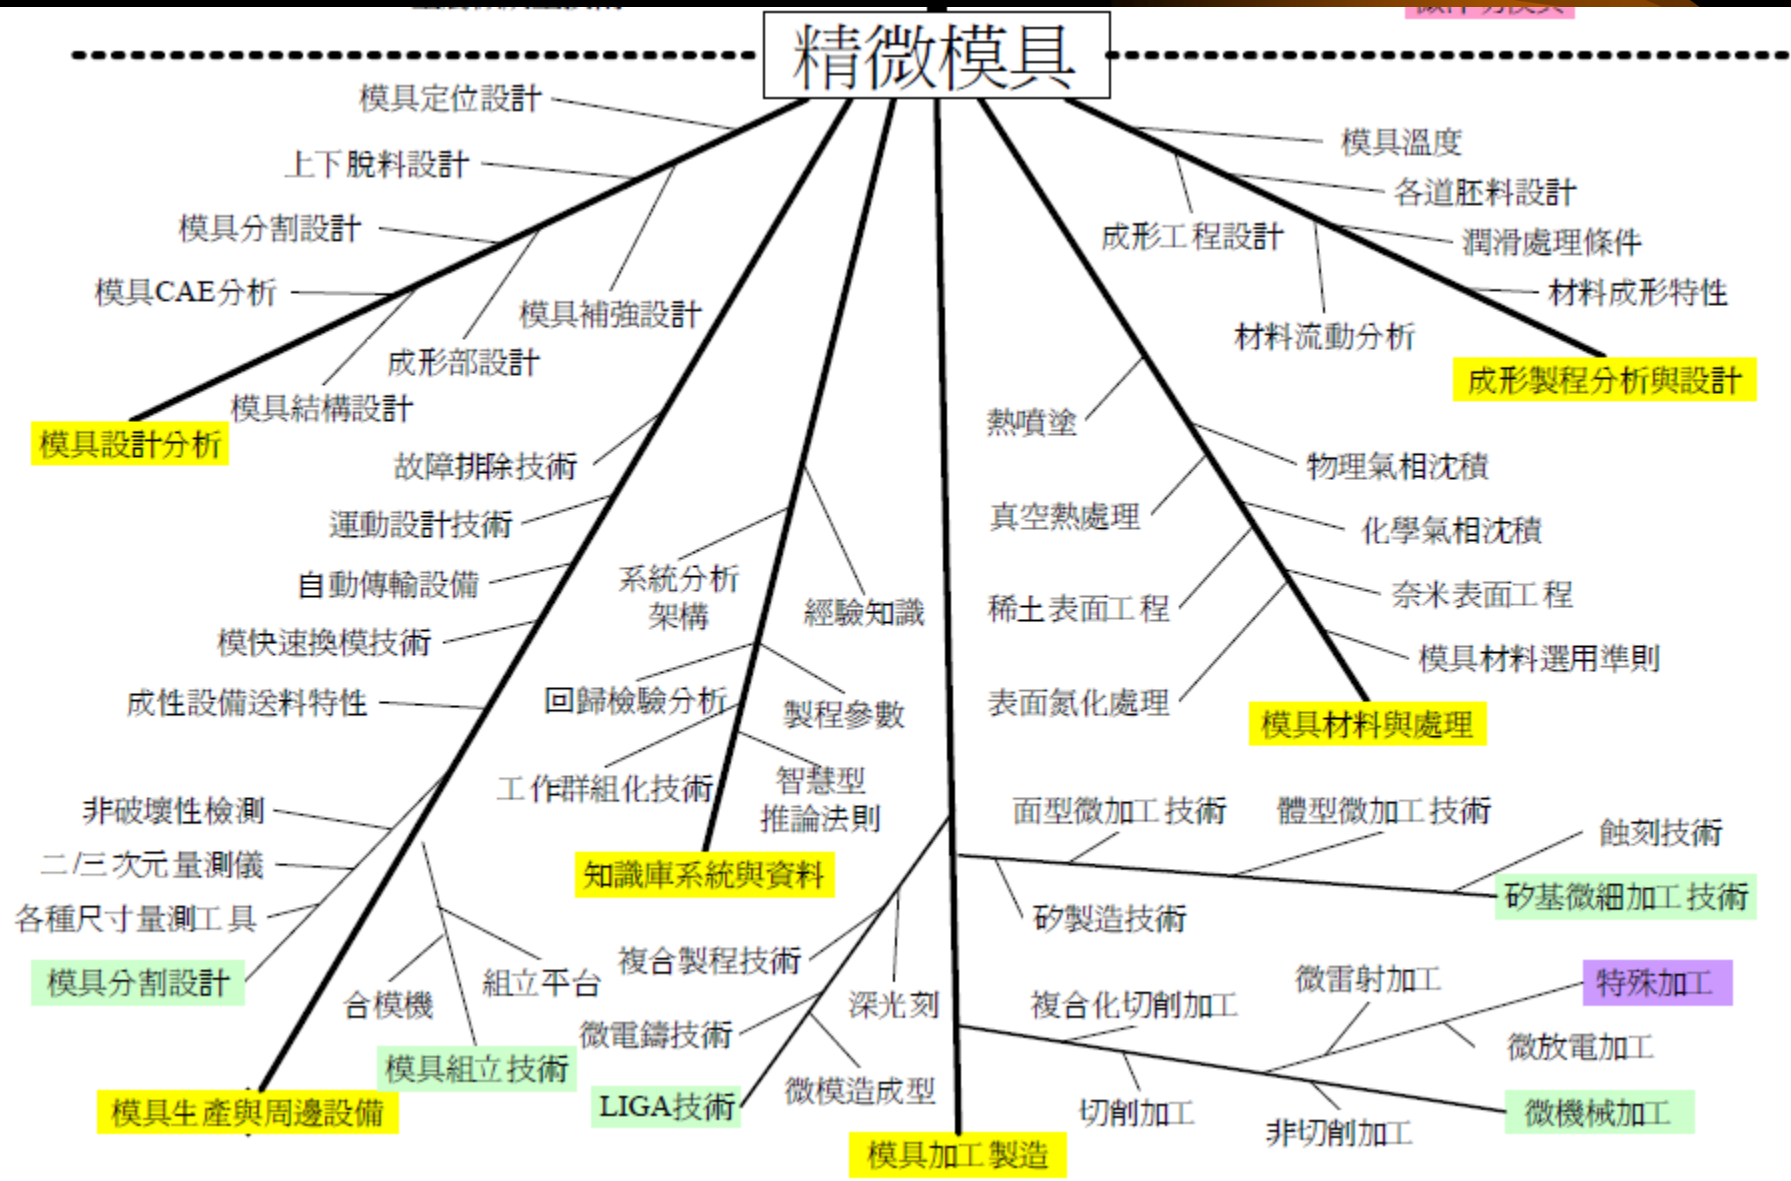 精微模具
模具定位設計
上下脫料設計
模具分割設計
模具CAE分析
模具補強設計
成形部設計
模具結構設計
模具設計分析
模具溫度
各道胚料設計
成形工程設計
潤滑處理條件
材料成形特性
材料流動分析
成形製程分析與設計
故障排除技術
運動設計技術
自動傳輸設備
模快速換模技術
成性設備送料特性
非破壞性檢測
二/三次元量測儀
各種尺寸量測工具
模具分割設計
合模機
組立平台
模具組立技術
模具生產與周邊設備
系統分析
架構
經驗知識
回歸檢驗分析
製程參數
工作群組化技術
智慧型
推論法則
知識庫系統與資料
熱噴塗
物理氣相沈積
真空熱處理
化學氣相沈積
稀土表面工程
奈米表面工程
模具材料選用準則
表面氮化處理
模具材料與處理
面型微加工技術
體型微加工技術
蝕刻技術
矽基微細加工技術
矽製造技術
複合製程技術
深光刻
微電鑄技術
微模造成型
LIGA技術
微雷射加工
特殊加工
複合化切削加工
微放電加工
切削加工
非切削加工
微機械加工
模具加工製造